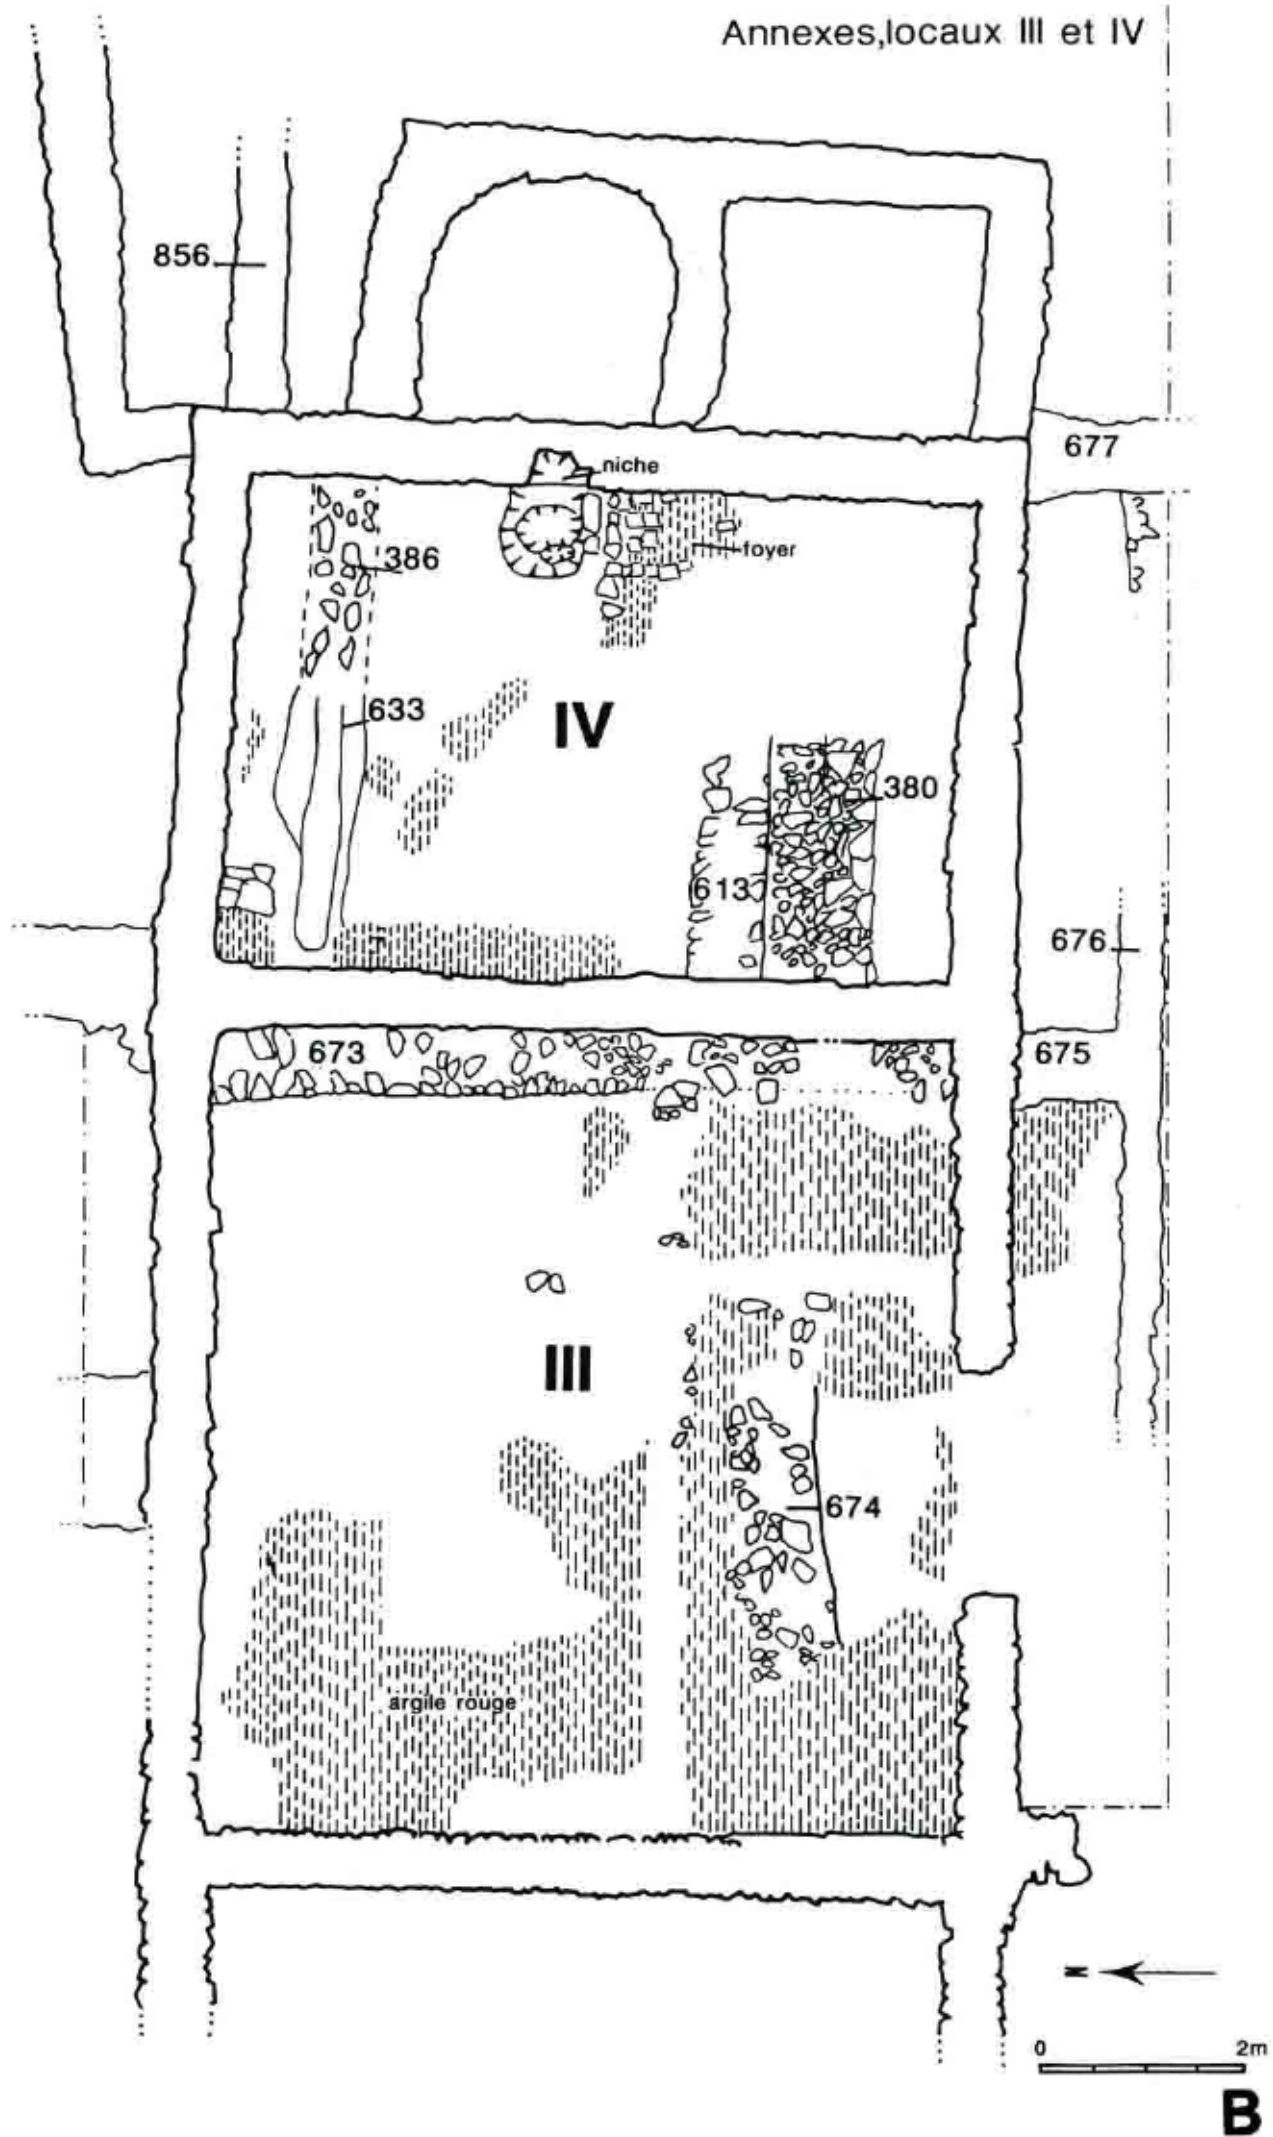 Annexes,locaux III et IV
856
677
niche
386
foyer
633
IV
380
613
676
673
675
III
674
argile rouge
N
0 2m
B